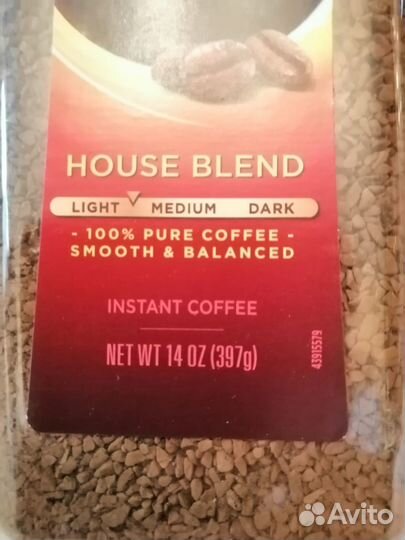 HOUSE BLEND
LIGHT MEDIUM DARK
- 100% PURE COFFEE -
SMOOTH & BALANCED
INSTANT COFFEE
NET WT 14 OZ (397g)
43915579
Avito